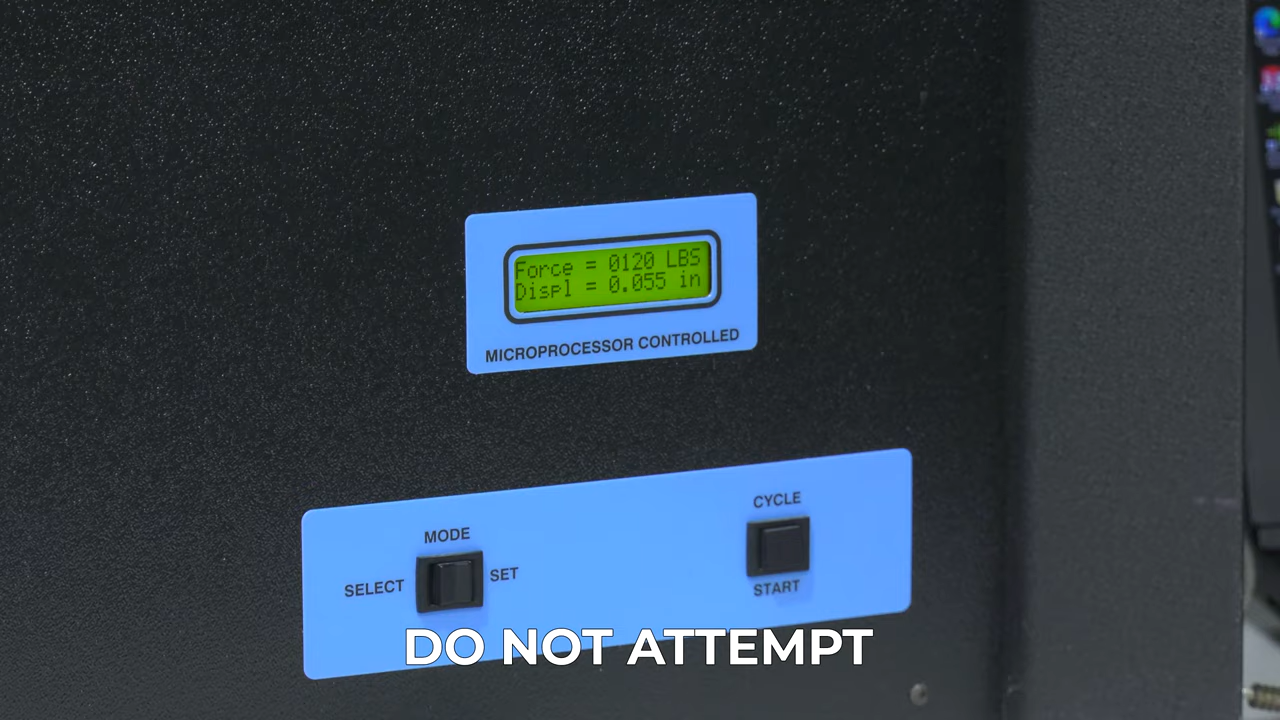 Force = 0120 LBS
Displ = 0.055 in
MICROPROCESSOR CONTROLLED
MODE
SELECT
SET
CYCLE
START
DO NOT ATTEMPT